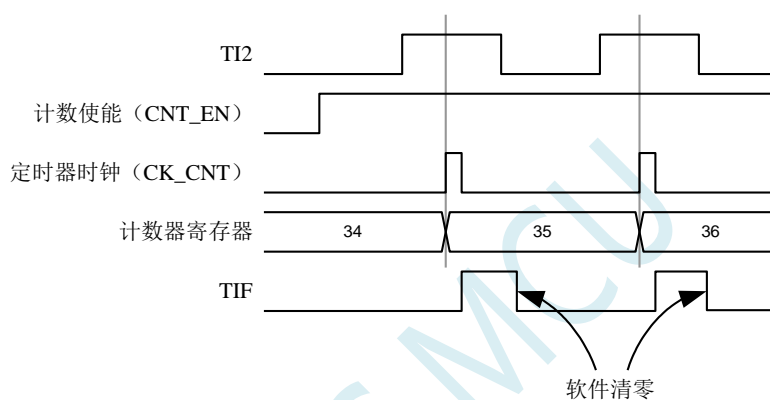 TI2
计数使能（CNT_EN）
定时器时钟（CK_CNT）
计数器寄存器 34 35 36
TIF
软件清零
MCU